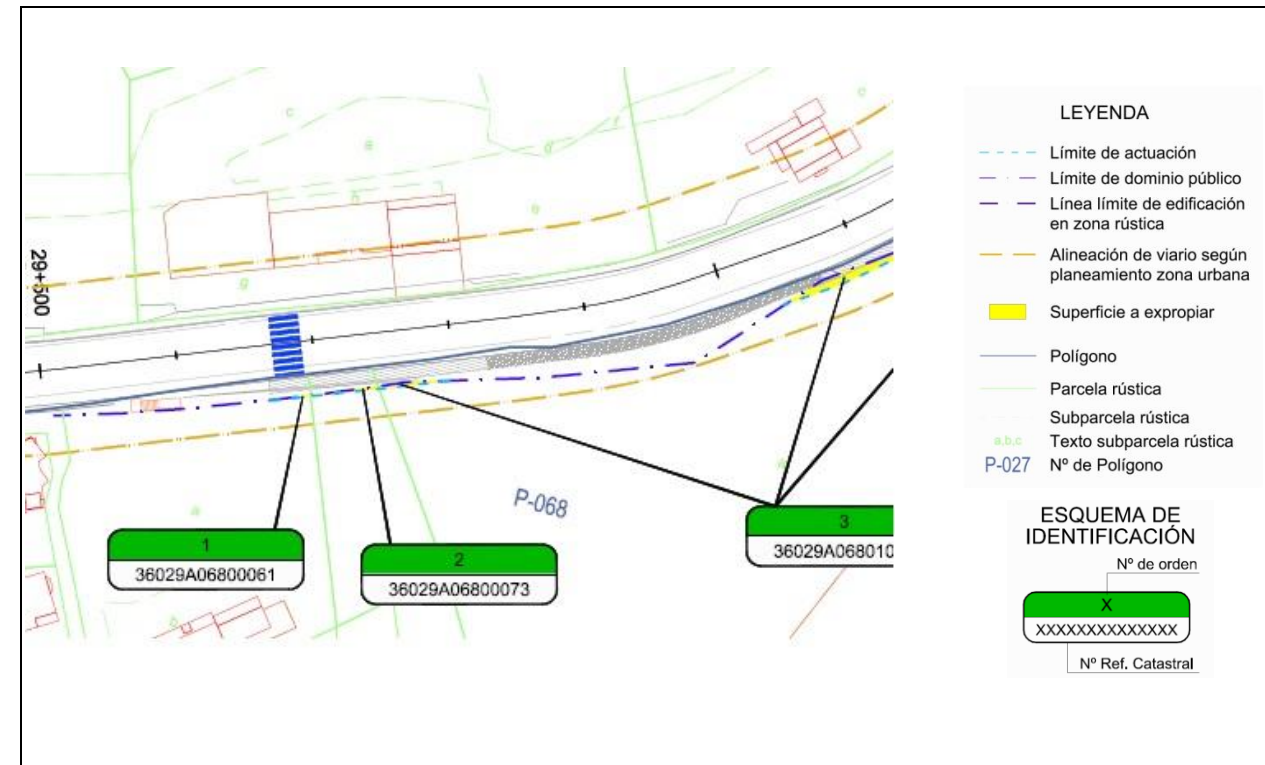 29+500
P-068
1
36029A06800061
2
36029A06800073
3
36029A068010
LEYENDA
Límite de actuación
Límite de dominio público
Línea límite de edificación
en zona rústica
Alineación de viario según
planeamiento zona urbana
Superficie a expropiar
Polígono
Parcela rústica
Subparcela rústica
a,b,c Texto subparcela rústica
P-027 Nº de Polígono
ESQUEMA DE
IDENTIFICACIÓN
Nº de orden
X
XXXXXXXXXXXXXX
Nº Ref. Catastral